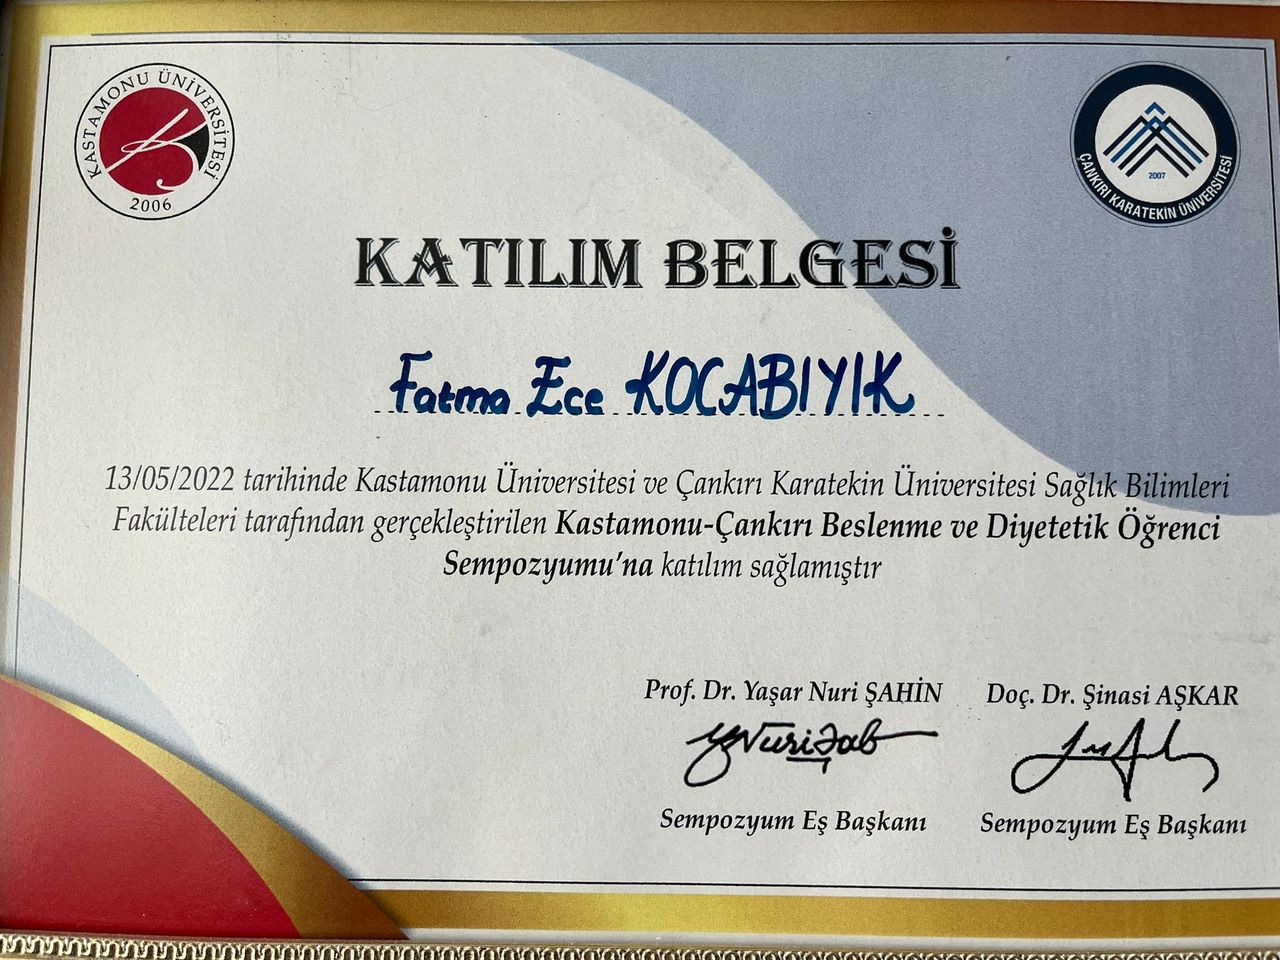 KASTAMONU ÜNİVERSİTESİ
2006
2007
ÇANKIRI KARATEKİN ÜNİVERSİTESİ
KATILIM BELGESİ
Fatma Ece KOCABIYIK
13/05/2022 tarihinde Kastamonu Üniversitesi ve Çankırı Karatekin Üniversitesi Sağlık Bilimleri
Fakülteleri tarafından gerçekleştirilen Kastamonu-Çankırı Beslenme ve Diyetetik Öğrenci
Sempozyumu'na katılım sağlamıştır
Prof. Dr. Yaşar Nuri ŞAHİN Doç. Dr. Şinasi AŞKAR
Sempozyum Eş Başkanı Sempozyum Eş Başkanı